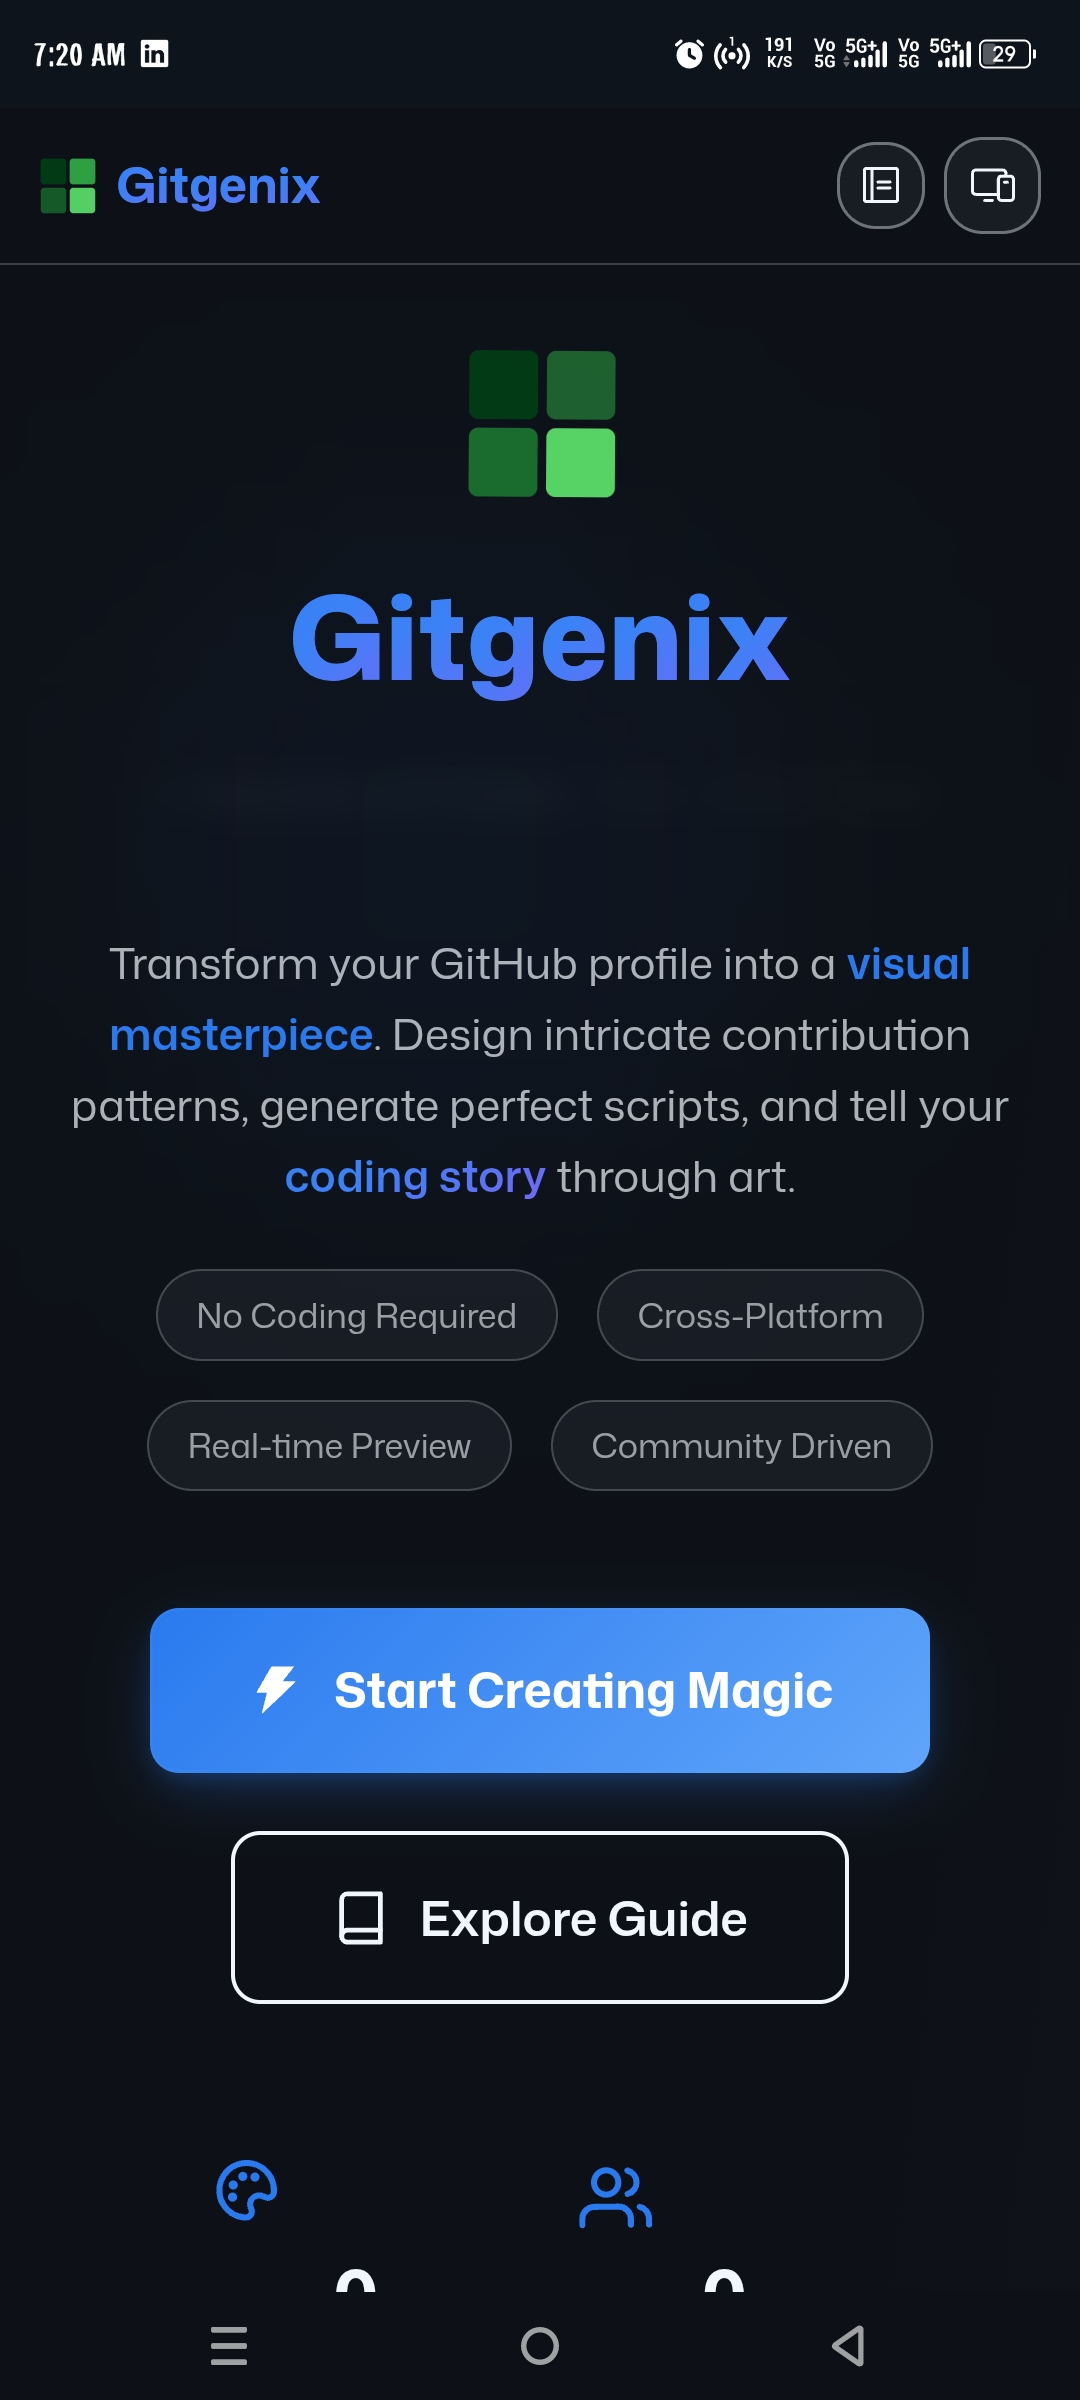 7:20 AM in 1 191 K/S Vo 5G 5G+ Vo 5G 5G+ 29
Gitgenix
Gitgenix
Transform your GitHub profile into a visual
masterpiece. Design intricate contribution
patterns, generate perfect scripts, and tell your
coding story through art.
No Coding Required Cross-Platform
Real-time Preview Community Driven
Start Creating Magic
Explore Guide